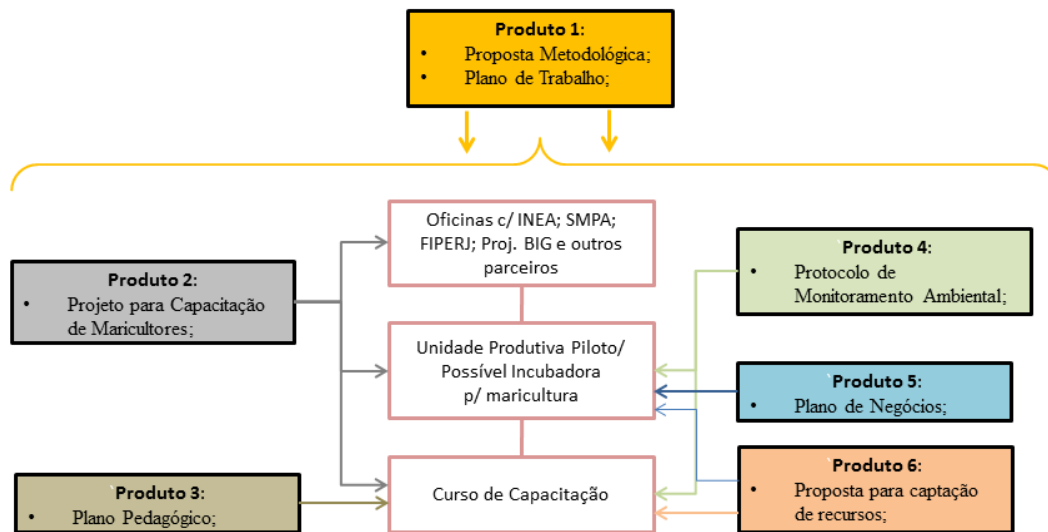 Produto 1:
• Proposta Metodológica;
• Plano de Trabalho;
Oficinas c/ INEA; SMPA;
FIPERJ; Proj. BIG e outros
parceiros
Produto 2:
• Projeto para Capacitação
de Maricultores;
Produto 4:
• Protocolo de
Monitoramento Ambiental;
Unidade Produtiva Piloto/
Possível Incubadora
p/ maricultura
Produto 5:
• Plano de Negócios;
Produto 3:
• Plano Pedagógico;
Curso de Capacitação
Produto 6:
• Proposta para captação
de recursos;